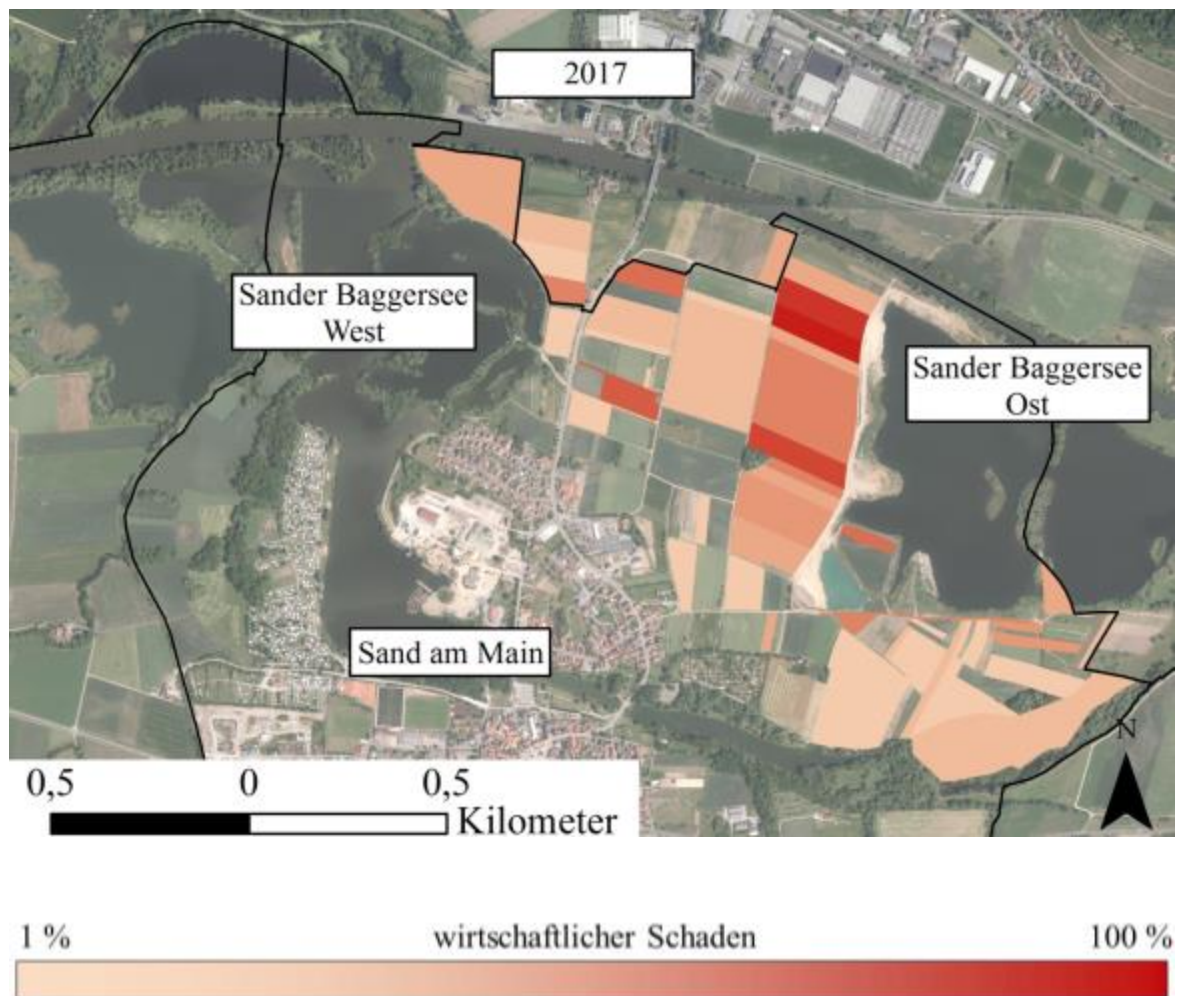 2017
Sander Baggersee
West
Sander Baggersee
Ost
Sand am Main
N
0,5 0 0,5
Kilometer
1 % wirtschaftlicher Schaden 100 %